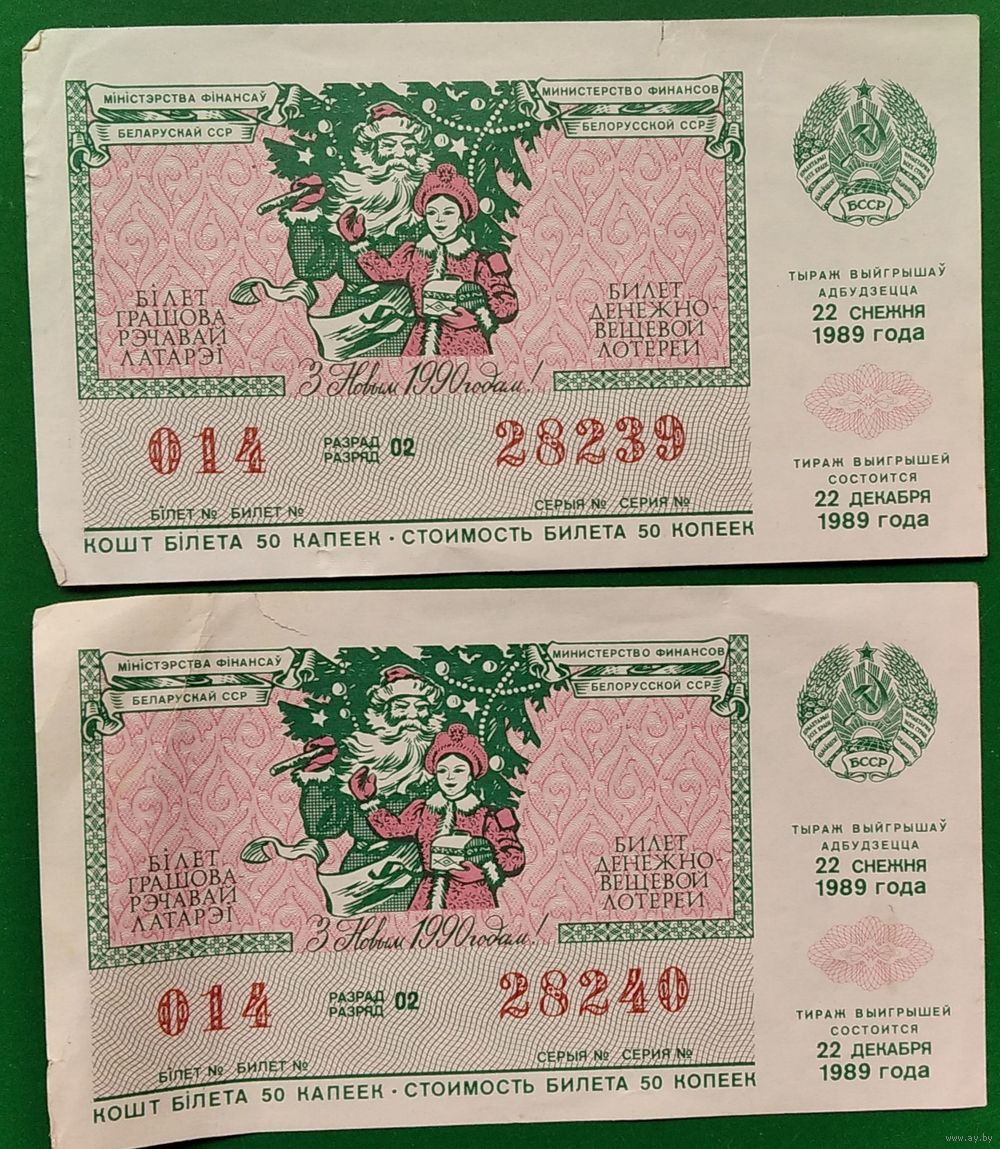 МІНІСТЭРСТВА ФІНАНСАЎ
БЕЛАРУСКАЙ ССР
МИНИСТЕРСТВО ФИНАНСОВ
БЕЛОРУССКОЙ ССР
БІЛЕТ
ГРАШОВА-
РЭЧАВАЙ
ЛАТАРЭІ
БИЛЕТ
ДЕНЕЖНО-
ВЕЩЕВОЙ
ЛОТЕРЕИ
З Новым 1990 годам!
014 РАЗРАД РАЗРЯД 02 28239
БІЛЕТ № БИЛЕТ № СЕРЫЯ № СЕРИЯ №
КОШТ БІЛЕТА 50 КАПЕЕК · СТОИМОСТЬ БИЛЕТА 50 КОПЕЕК
БССР
ТЫРАЖ ВЫЙГРЫШАЎ
АДБУДЗЕЦЦА
22 СНЕЖНЯ
1989 года
ТИРАЖ ВЫИГРЫШЕЙ
СОСТОИТСЯ
22 ДЕКАБРЯ
1989 года
МІНІСТЭРСТВА ФІНАНСАЎ
БЕЛАРУСКАЙ ССР
МИНИСТЕРСТВО ФИНАНСОВ
БЕЛОРУССКОЙ ССР
БІЛЕТ
ГРАШОВА-
РЭЧАВАЙ
ЛАТАРЭІ
БИЛЕТ
ДЕНЕЖНО-
ВЕЩЕВОЙ
ЛОТЕРЕИ
З Новым 1990 годам!
014 РАЗРАД РАЗРЯД 02 28240
БІЛЕТ № БИЛЕТ № СЕРЫЯ № СЕРИЯ №
КОШТ БІЛЕТА 50 КАПЕЕК · СТОИМОСТЬ БИЛЕТА 50 КОПЕЕК
БССР
ТЫРАЖ ВЫЙГРЫШАЎ
АДБУДЗЕЦЦА
22 СНЕЖНЯ
1989 года
ТИРАЖ ВЫИГРЫШЕЙ
СОСТОИТСЯ
22 ДЕКАБРЯ
1989 года
www.ay.by